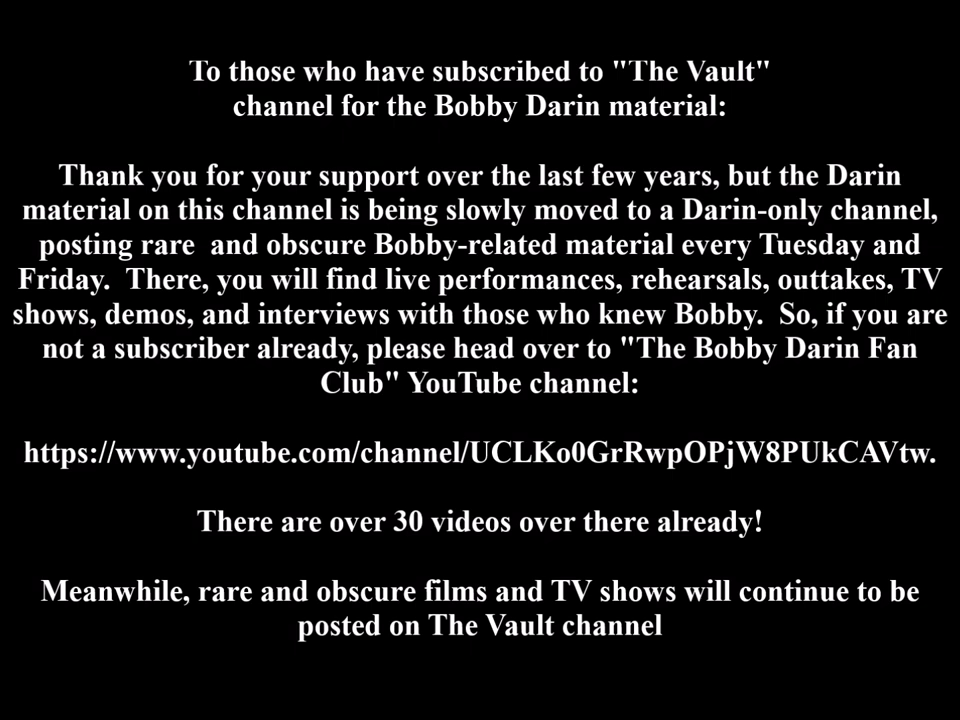 To those who have subscribed to "The Vault"
channel for the Bobby Darin material:
Thank you for your support over the last few years, but the Darin
material on this channel is being slowly moved to a Darin-only channel,
posting rare  and obscure Bobby-related material every Tuesday and
Friday.  There, you will find live performances, rehearsals, outtakes, TV
shows, demos, and interviews with those who knew Bobby.  So, if you are
not a subscriber already, please head over to "The Bobby Darin Fan
Club" YouTube channel:
https://www.youtube.com/channel/UCLKo0GrRwpOPjW8PUkCAVtw.
There are over 30 videos over there already!
Meanwhile, rare and obscure films and TV shows will continue to be
posted on The Vault channel